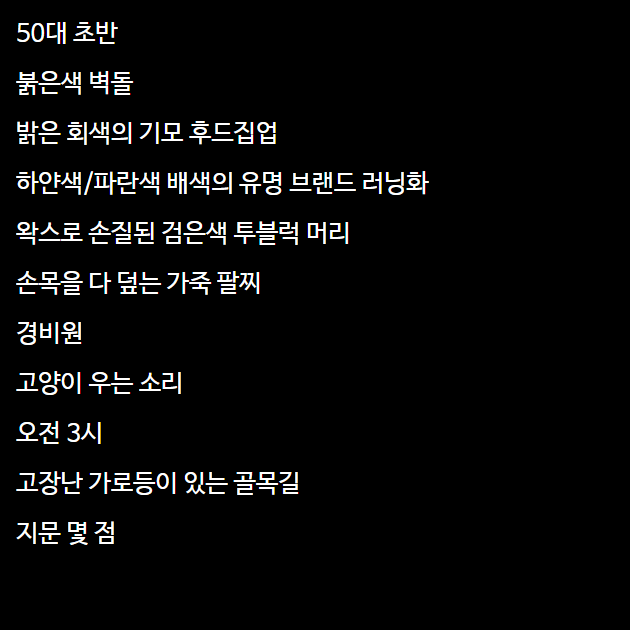 50대 초반
붉은색 벽돌
밝은 회색의 기모 후드집업
하얀색/파란색 배색의 유명 브랜드 러닝화
왁스로 손질된 검은색 투블럭 머리
손목을 다 덮는 가죽 팔찌
경비원
고양이 우는 소리
오전 3시
고장난 가로등이 있는 골목길
지문 몇 점